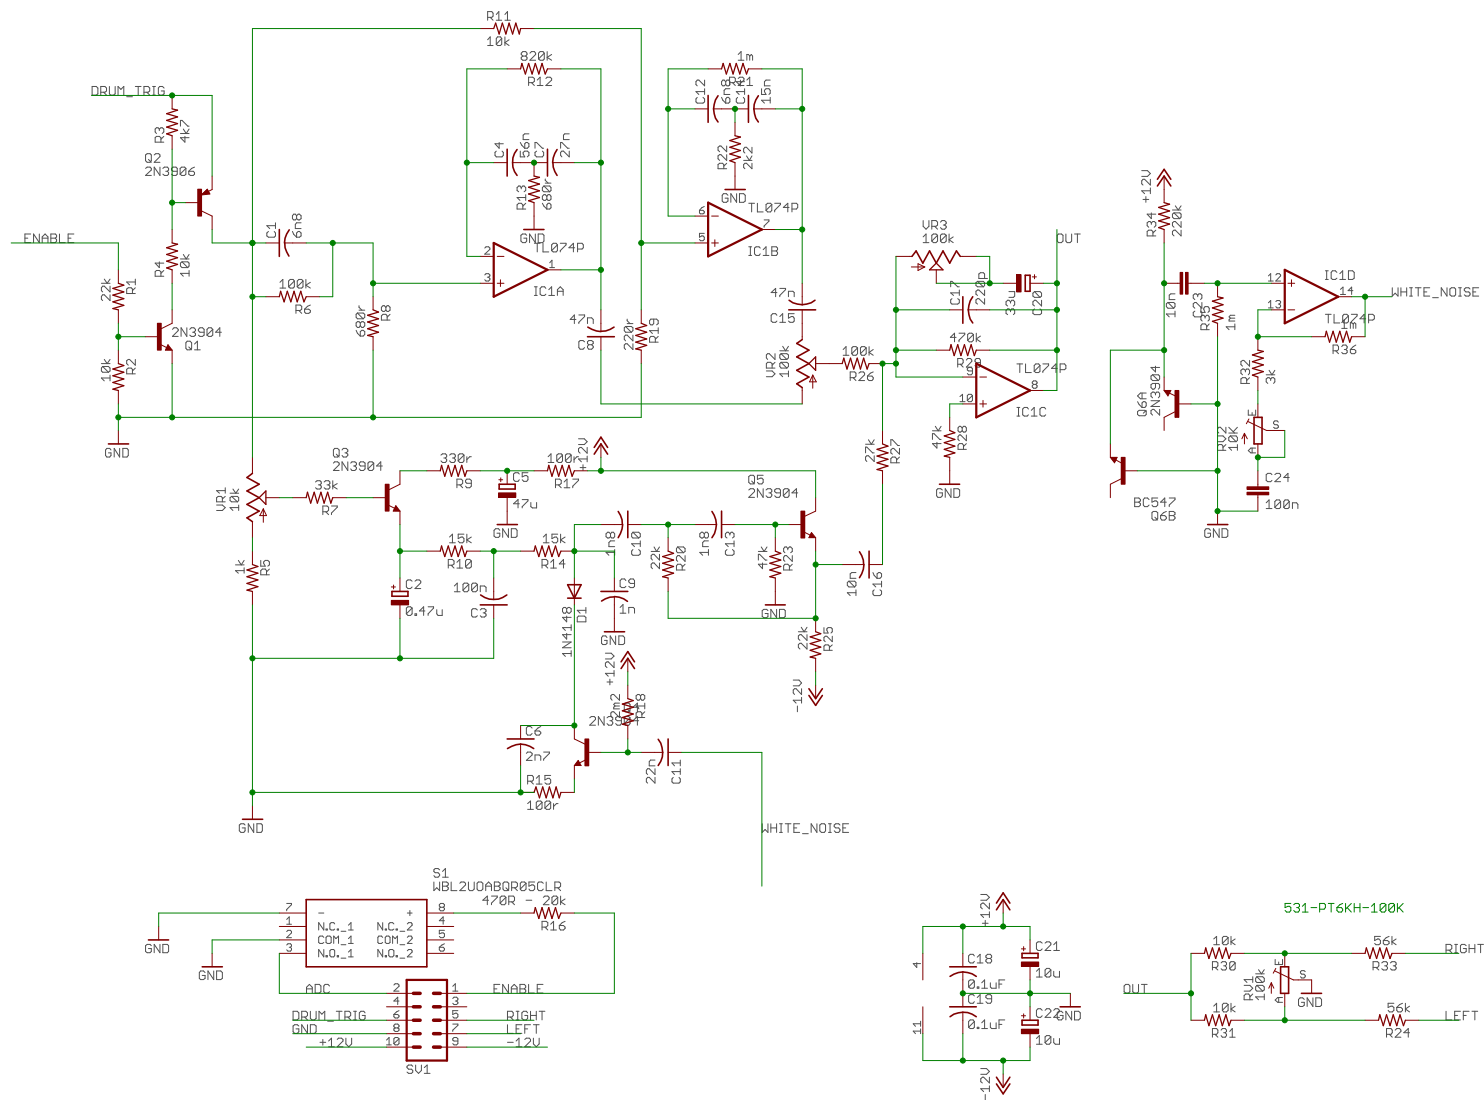 R11
10k
820k
R12
1m
R21
C12
6n8
15n
DRUM_TRIG
R3
4k7
Q2
2N3906
C4
56n
C7
27n
R13
680r
GND
R22
2k2
GND
TL074P
2
3
1
IC1A
TL074P
6
5
7
IC1B
ENABLE
C1
6n8
R4
10k
22k
R1
100k
R6
680r
R8
2N3904
Q1
10k
R2
GND
47n
C8
220r
R19
47n
C15
VR2
100k
100k
R26
VR3
100k
C17
220p
33u
C20
OUT
470k
TL074P
9
10
8
IC1C
47k
R28
GND
27k
R27
+12V
R34
220k
10n
C23
R35
1m
12
13
14
IC1D
TL074P
WHITE_NOISE
1m
R36
R32
3k
Q6A
2N3904
RV2
10K
E
S
A
C24
100n
BC547
Q6B
GND
Q3
2N3904
330r
R9
C5
47u
GND
100r
R17
+12V
VR1
10k
33k
R7
1k
R5
15k
R10
15k
R14
C2
0.47u
100n
C3
1n8
C10
1n8
C13
22k
R20
47k
R23
GND
Q5
2N3904
10n
C16
22k
R25
-12V
1N4148
D1
C9
1n
GND
+12V
2m2
R18
2N3904
C6
2n7
R15
100r
22n
C11
GND
WHITE_NOISE
S1
WBL2UOABQR05CLR
470R - 20k
R16
7
1
2
3
-
N.C._1
COM_1
N.O._1
+
N.C._2
COM_2
N.O._2
8
4
5
6
GND
GND
ADC
2
1
ENABLE
4
3
DRUM_TRIG
6
5
RIGHT
GND
8
7
LEFT
+12V
10
9
-12V
SV1
+12V
4
11
C18
0.1uF
C19
0.1uF
C21
10u
C22
10u
GND
-12V
531-PT6KH-100K
OUT
10k
R30
10k
R31
RV1
100k
E
S
A
GND
56k
R33
RIGHT
56k
R24
LEFT